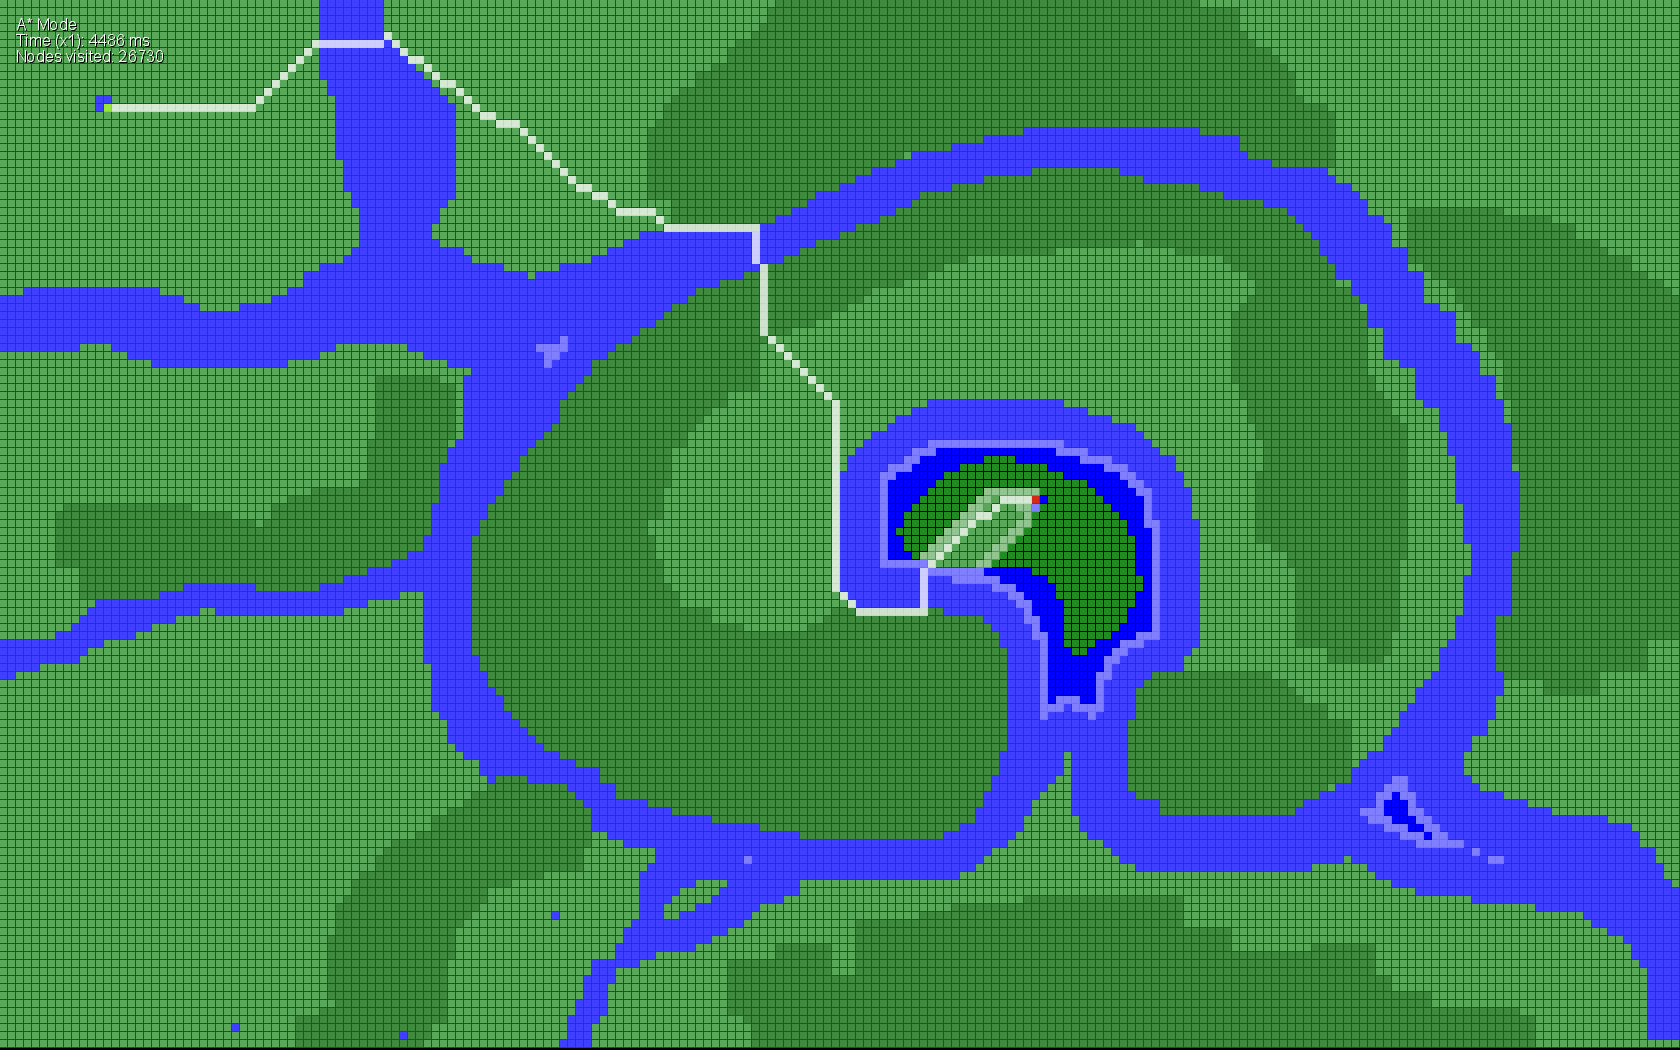 A* Mode
Time (x1): 4486 ms
Nodes visited: 26730